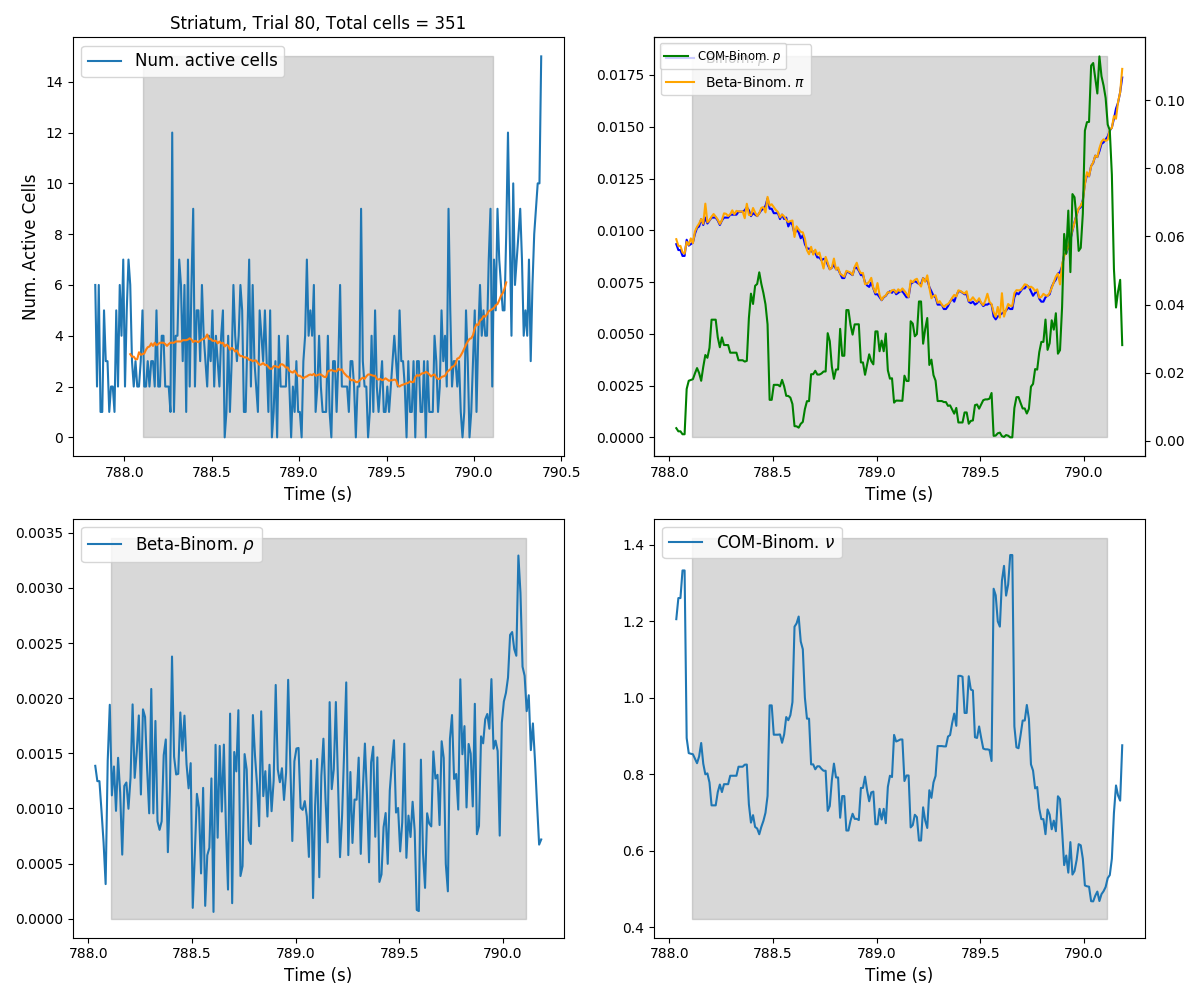 Striatum, Trial 80, Total cells = 351
Num. active cells
Num. Active Cells
14
12
10
8
6
4
2
0
788.0 788.5 789.0 789.5 790.0 790.5
Time (s)
COM-Binom. p
Beta-Binom. π
0.0175
0.0150
0.0125
0.0100
0.0075
0.0050
0.0025
0.0000
0.10
0.08
0.06
0.04
0.02
0.00
788.0 788.5 789.0 789.5 790.0
Time (s)
Beta-Binom. ρ
0.0035
0.0030
0.0025
0.0020
0.0015
0.0010
0.0005
0.0000
788.0 788.5 789.0 789.5 790.0
Time (s)
COM-Binom. ν
1.4
1.2
1.0
0.8
0.6
0.4
788.0 788.5 789.0 789.5 790.0
Time (s)